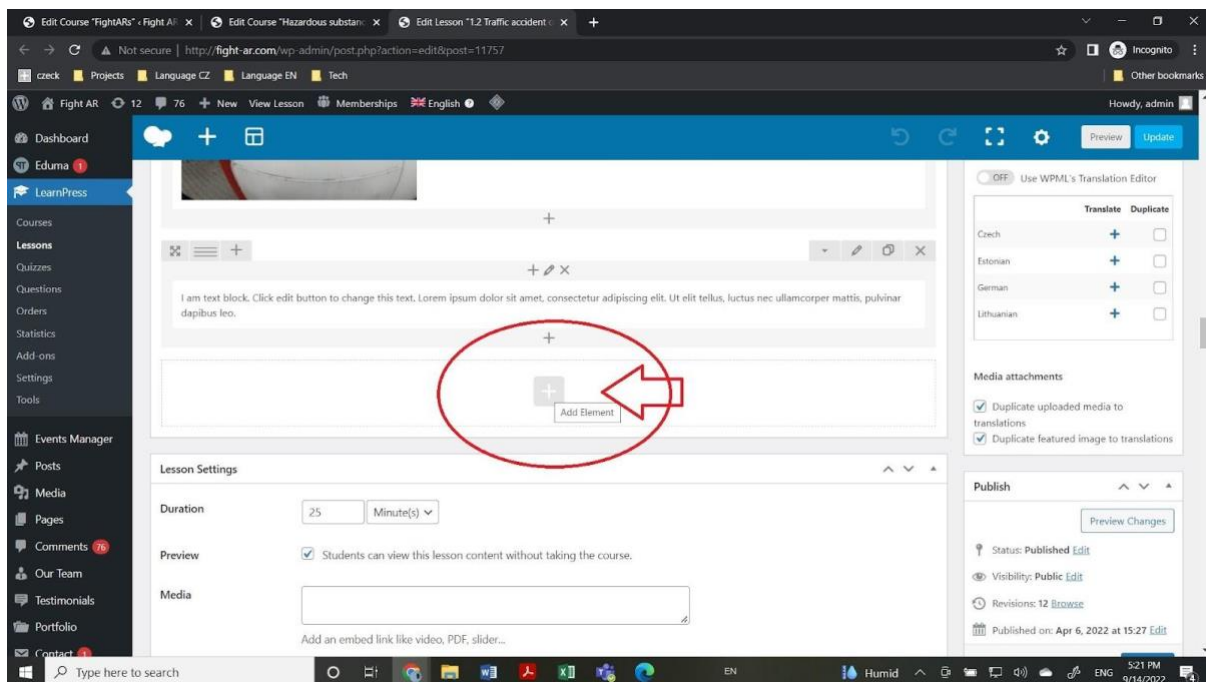 Edit Course "FightARs" ‹ Fight AR
Edit Course "Hazardous substanc
Edit Lesson "1.2 Traffic accident o
Not secure | http://fight-ar.com/wp-admin/post.php?action=edit&post=11757
Incognito
czeck Projects Language CZ Language EN Tech
Other bookmarks
Fight AR 12 76 + New View Lesson Memberships English
Howdy, admin
Dashboard
Eduma 1
LearnPress
Courses
Lessons
Quizzes
Questions
Orders
Statistics
Add-ons
Settings
Tools
Events Manager
Posts
Media
Pages
Comments 76
Our Team
Testimonials
Portfolio
Contact 1
Preview Update
I am text block. Click edit button to change this text. Lorem ipsum dolor sit amet, consectetur adipiscing elit. Ut elit tellus, luctus nec ullamcorper mattis, pulvinar
dapibus leo.
Add Element
Lesson Settings
Duration 25 Minute(s)
Preview Students can view this lesson content without taking the course.
Media
Add an embed link like video, PDF, slider...
OFF Use WPML's Translation Editor
Translate Duplicate
Czech
Estonian
German
Lithuanian
Media attachments
Duplicate uploaded media to
translations
Duplicate featured image to translations
Publish
Preview Changes
Status: Published Edit
Visibility: Public Edit
Revisions: 12 Browse
Published on: Apr 6, 2022 at 15:27 Edit
Type here to search
EN
Humid
ENG
5:21 PM
9/14/2022
4